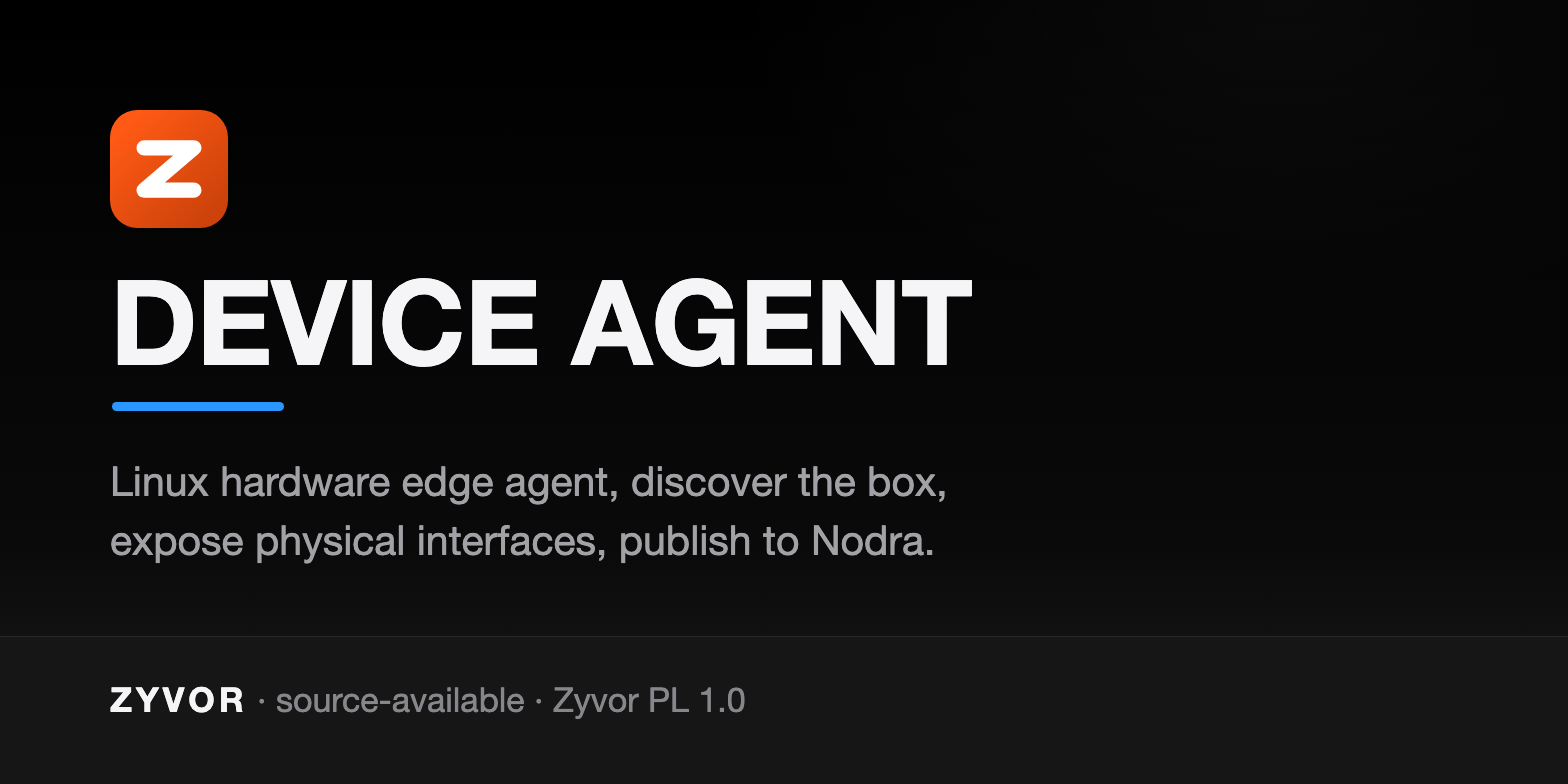 Z
DEVICE AGENT
Linux hardware edge agent, discover the box,
expose physical interfaces, publish to Nodra.
ZYVOR · source-available · Zyvor PL 1.0